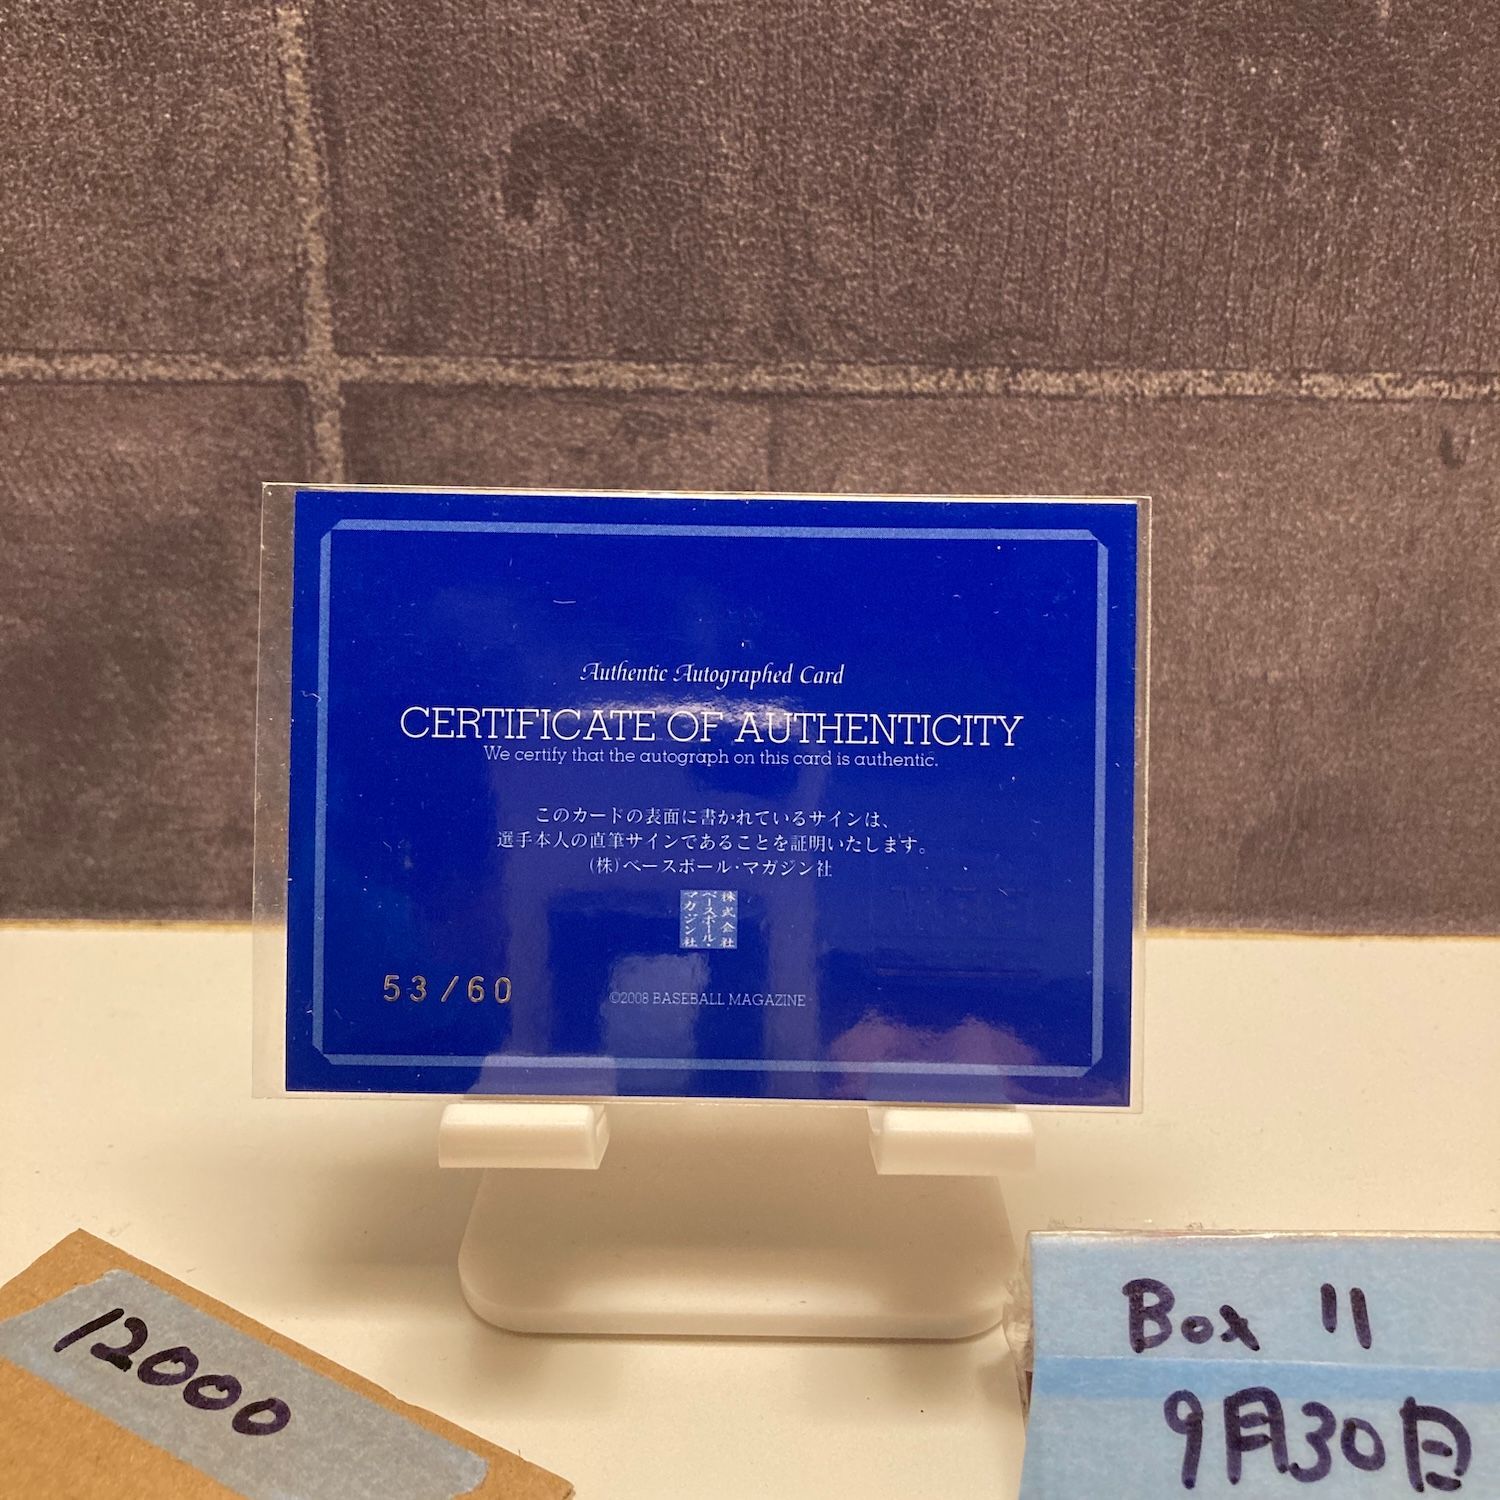 Authentic Autographed Card
CERTIFICATE OF AUTHENTICITY
We certify that the autograph on this card is authentic.
このカードの表面に書かれているサインは、
選手本人の直筆サインであることを証明いたします。
(株)ベースボール・マガジン社
株式会社
ベースボール・
マガジン社
53/60
©2008 BASEBALL MAGAZINE
12000
Box 11
9月30日